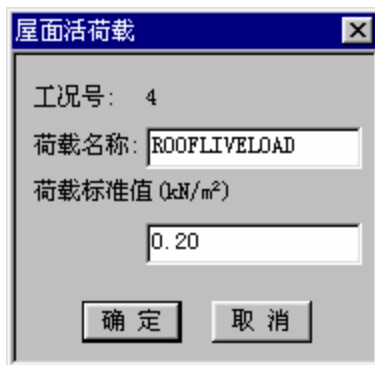 屋面活荷载
工况号: 4
荷载名称: ROOFLIVELOAD
荷载标准值(kN/m²)
0.20
确 定 取 消